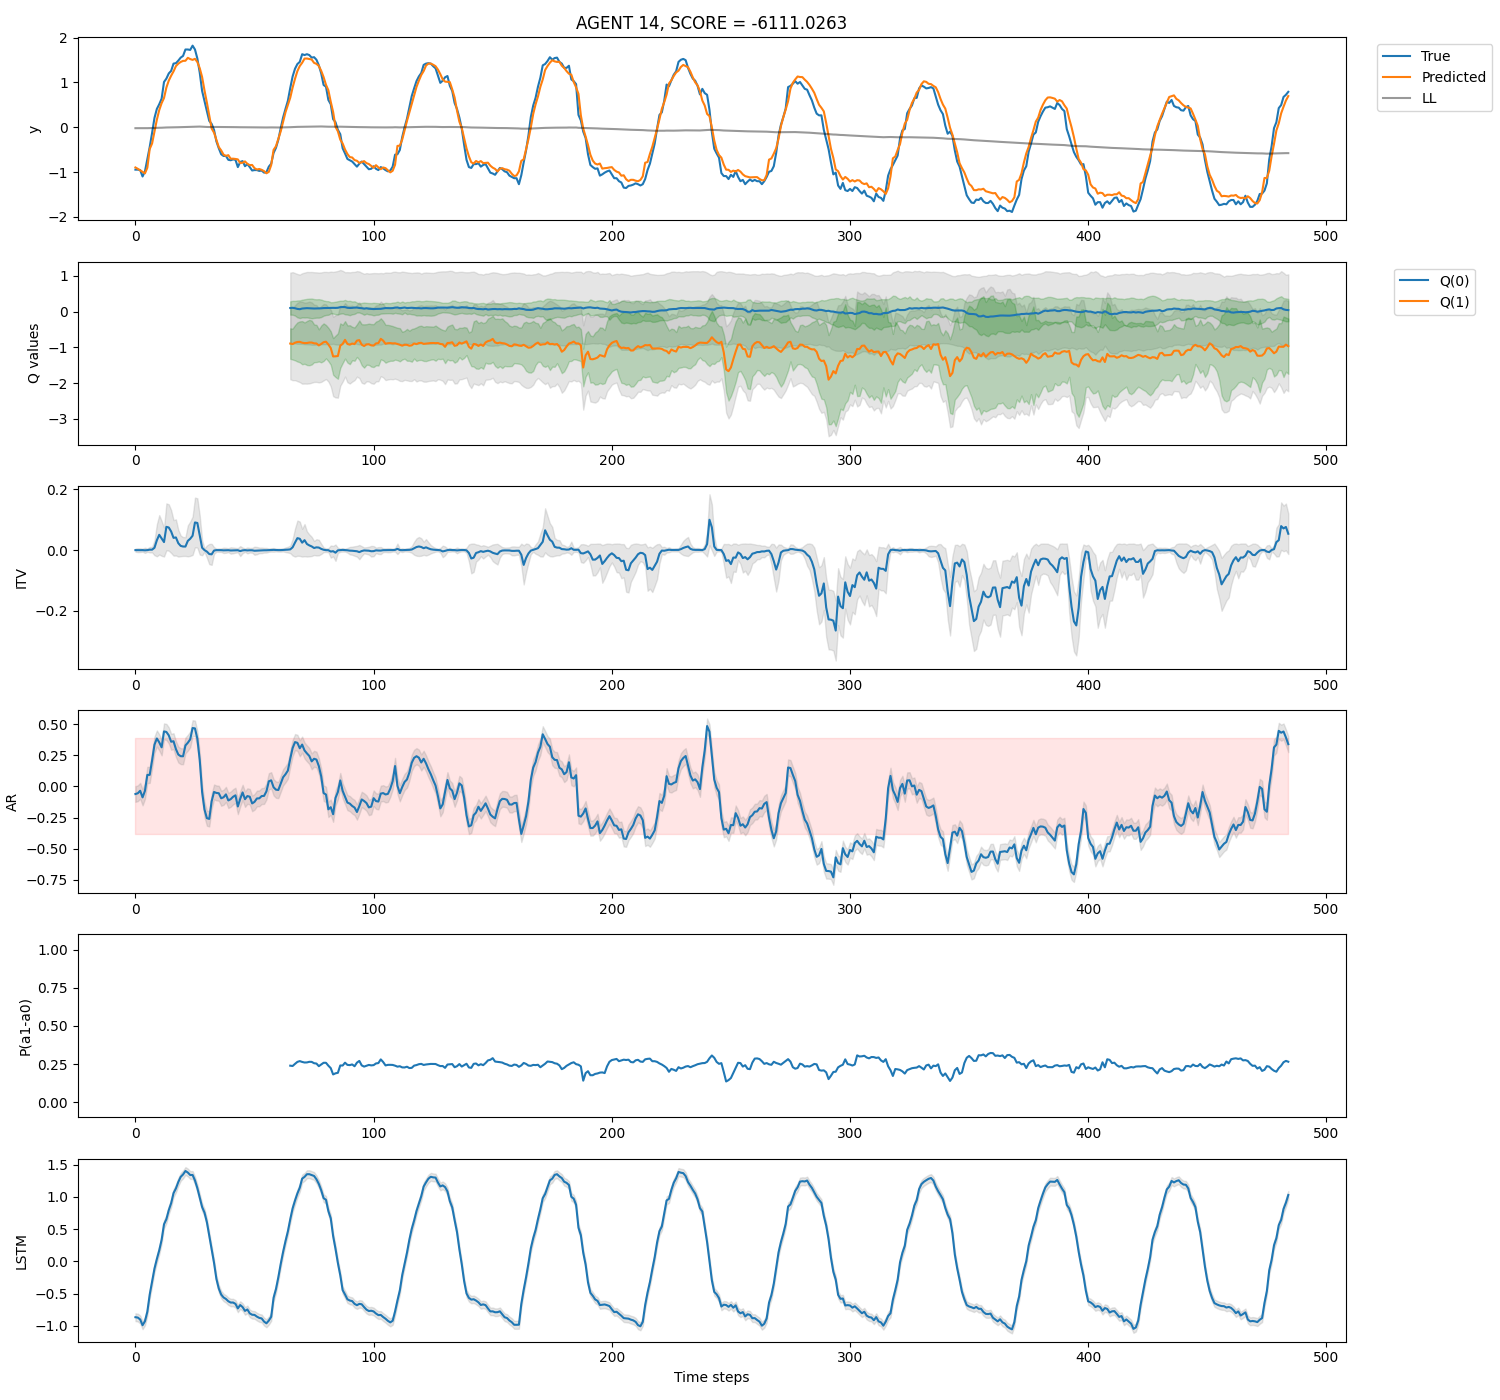 AGENT 14, SCORE = -6111.0263
y
2
1
0
−1
−2
0 100 200 300 400 500
True
Predicted
LL
Q values
1
0
−1
−2
−3
0 100 200 300 400 500
Q(0)
Q(1)
ITV
0.2
0.0
−0.2
0 100 200 300 400 500
AR
0.50
0.25
0.00
−0.25
−0.50
−0.75
0 100 200 300 400 500
P(a1-a0)
1.00
0.75
0.50
0.25
0.00
0 100 200 300 400 500
LSTM
1.5
1.0
0.5
0.0
−0.5
−1.0
0 100 200 300 400 500
Time steps